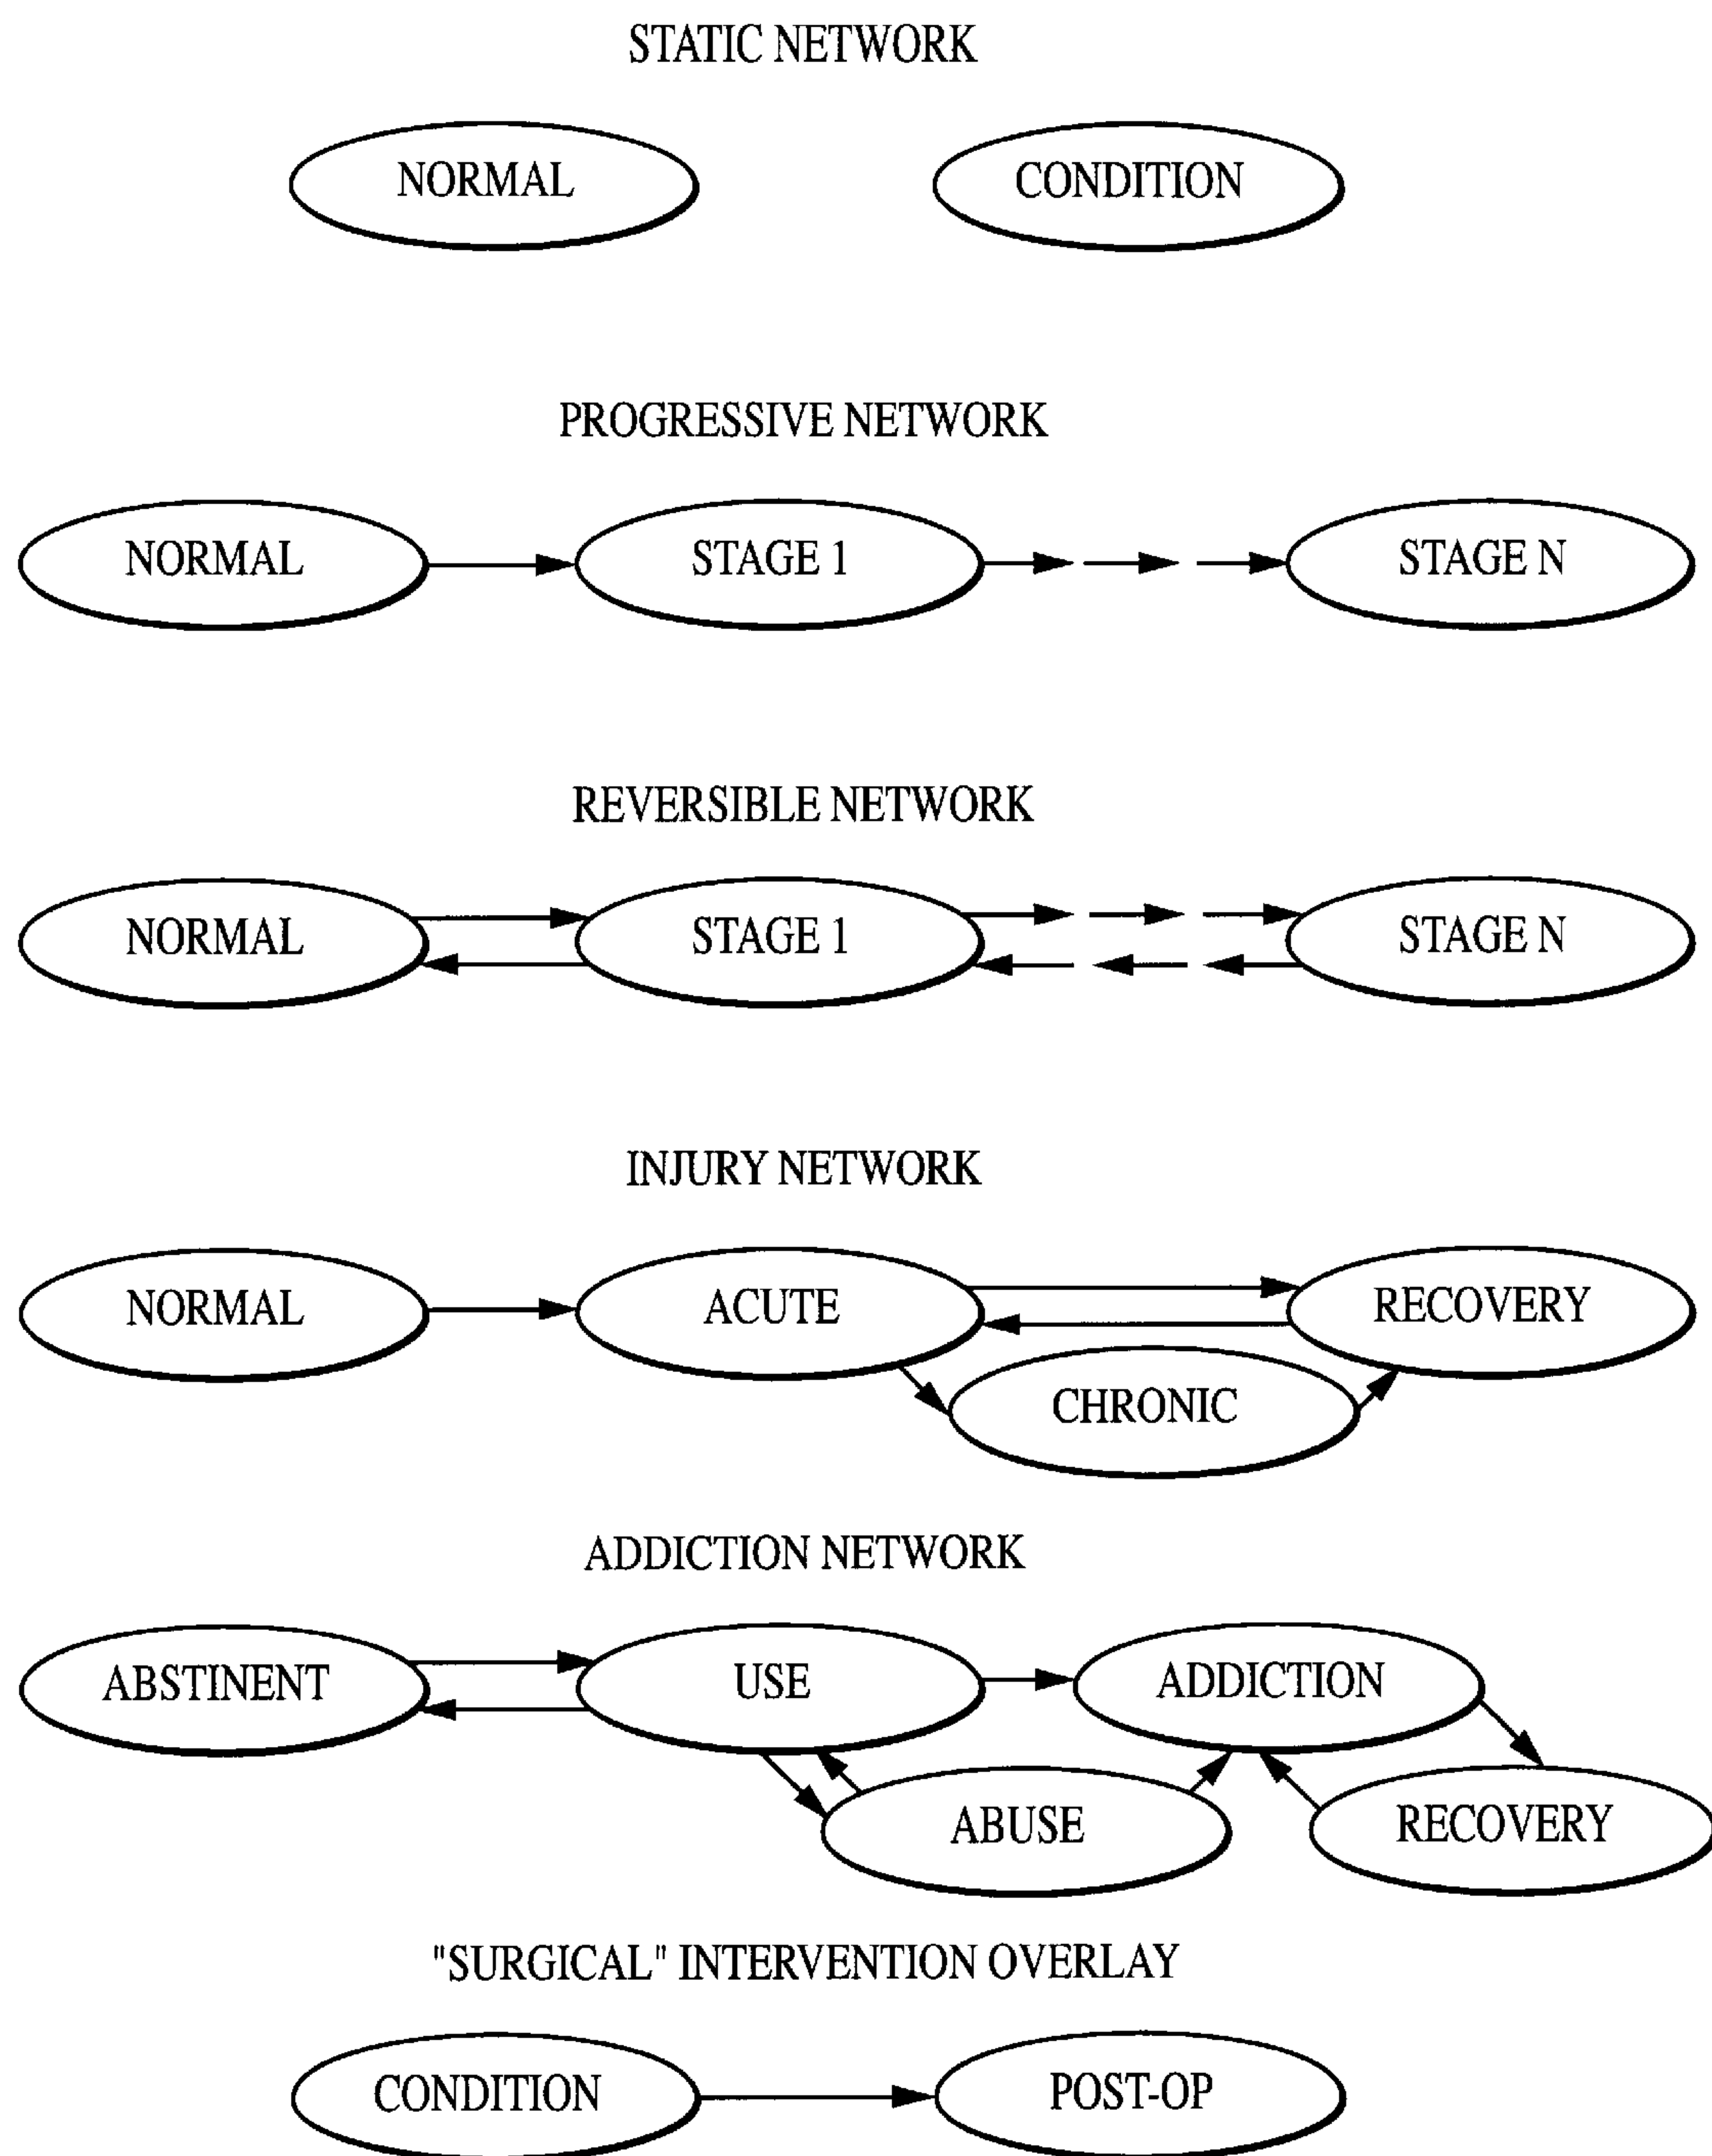 STATIC NETWORK
NORMAL CONDITION
PROGRESSIVE NETWORK
NORMAL STAGE 1 STAGE N
REVERSIBLE NETWORK
NORMAL STAGE 1 STAGE N
INJURY NETWORK
NORMAL ACUTE RECOVERY
CHRONIC
ADDICTION NETWORK
ABSTINENT USE ADDICTION
ABUSE RECOVERY
"SURGICAL" INTERVENTION OVERLAY
CONDITION POST-OP